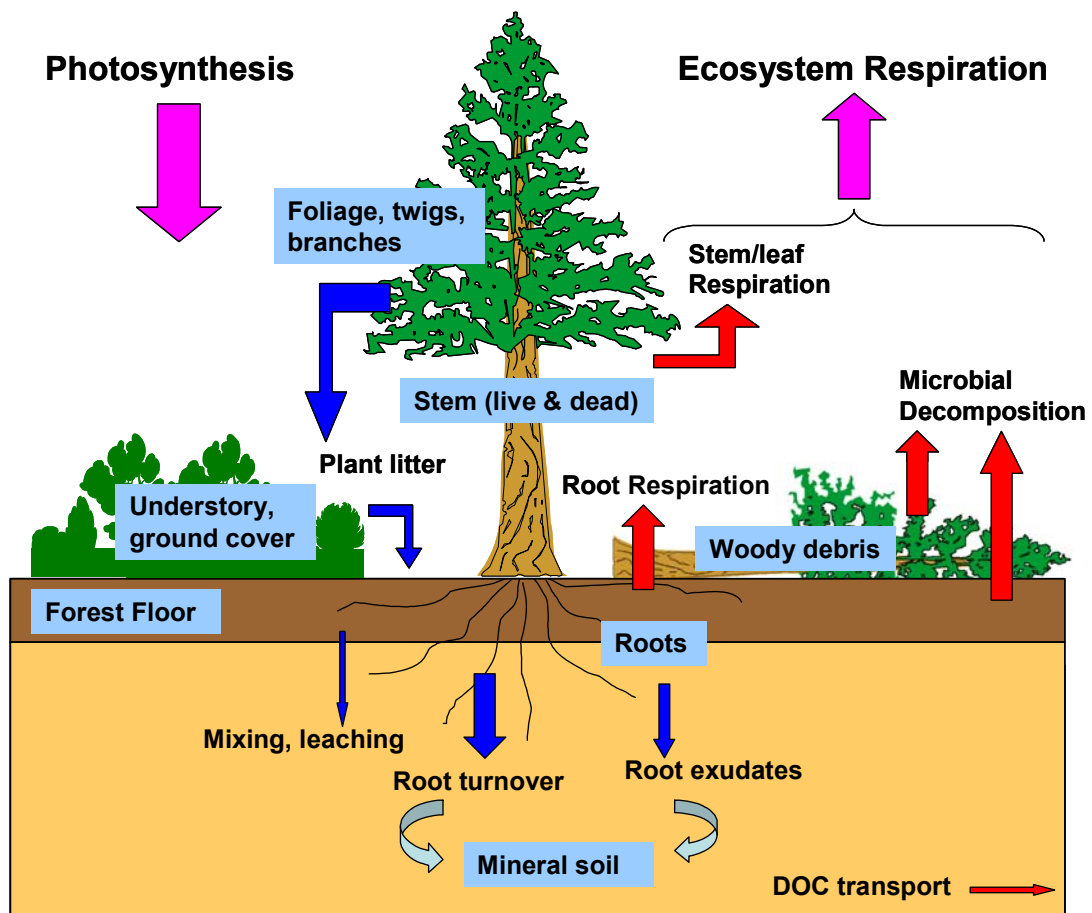 Photosynthesis
Ecosystem Respiration
Foliage, twigs,
branches
Stem/leaf
Respiration
Stem (live & dead)
Microbial
Decomposition
Plant litter
Root Respiration
Understory,
ground cover
Woody debris
Forest Floor
Roots
Mixing, leaching
Root turnover
Root exudates
Mineral soil
DOC transport